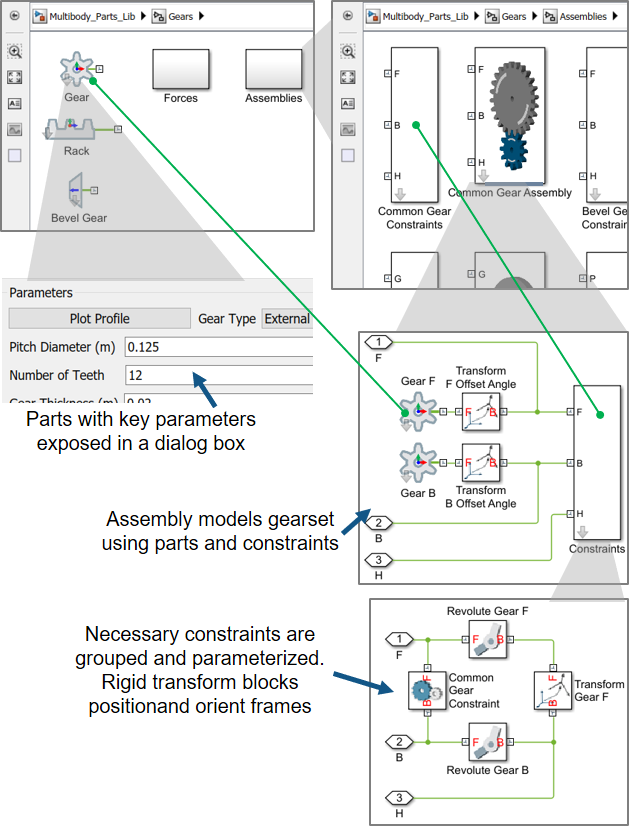 Multibody_Parts_Lib Gears
Gear
Forces
Assemblies
Rack
Bevel Gear
Multibody_Parts_Lib Gears Assemblies
F
B
H
Common Gear
Constraints
F
B
H
Common Gear Assembly
F
B
H
Bevel Ge
Constrain
G
G
P
Parameters
Plot Profile Gear Type External
Pitch Diameter (m) 0.125
Number of Teeth 12
Gear Thickness (m) 0.02
Parts with key parameters
exposed in a dialog box
1
F
Gear F
Transform
F Offset Angle
F B
F
Gear B
Transform
B Offset Angle
F B
B
2
B
H
3
H
Constraints
Assembly models gearset
using parts and constraints
Revolute Gear F
1
F
F B
Common
Gear
Constraint
B F
Transform
Gear F
B F
2
B
F B
Revolute Gear B
3
H
Necessary constraints are
grouped and parameterized.
Rigid transform blocks
positionand orient frames